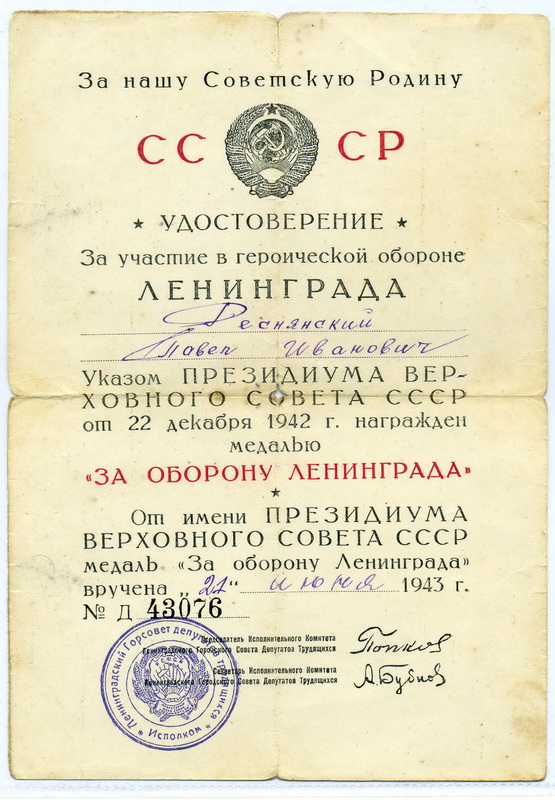 За нашу Советскую Родину
СССР
★ УДОСТОВЕРЕНИЕ ★
За участие в героической обороне
ЛЕНИНГРАДА
Деснянский
Павел Иванович
Указом ПРЕЗИДИУМА ВЕР-
ХОВНОГО СОВЕТА СССР
от 22 декабря 1942 г. награжден
медалью
«ЗА ОБОРОНУ ЛЕНИНГРАДА»
★
От имени ПРЕЗИДИУМА
ВЕРХОВНОГО СОВЕТА СССР
медаль «За оборону Ленинграда»
вручена „21“ июня 1943 г.
№ Д 43076
Председатель Исполнительного Комитета
Ленинградского Городского Совета Депутатов Трудящихся
Попков
Секретарь Исполнительного Комитета
Ленинградского Городского Совета Депутатов Трудящихся
А. Бубнов
Ленинградский Горсовет депутатов трудящихся
* Исполком *